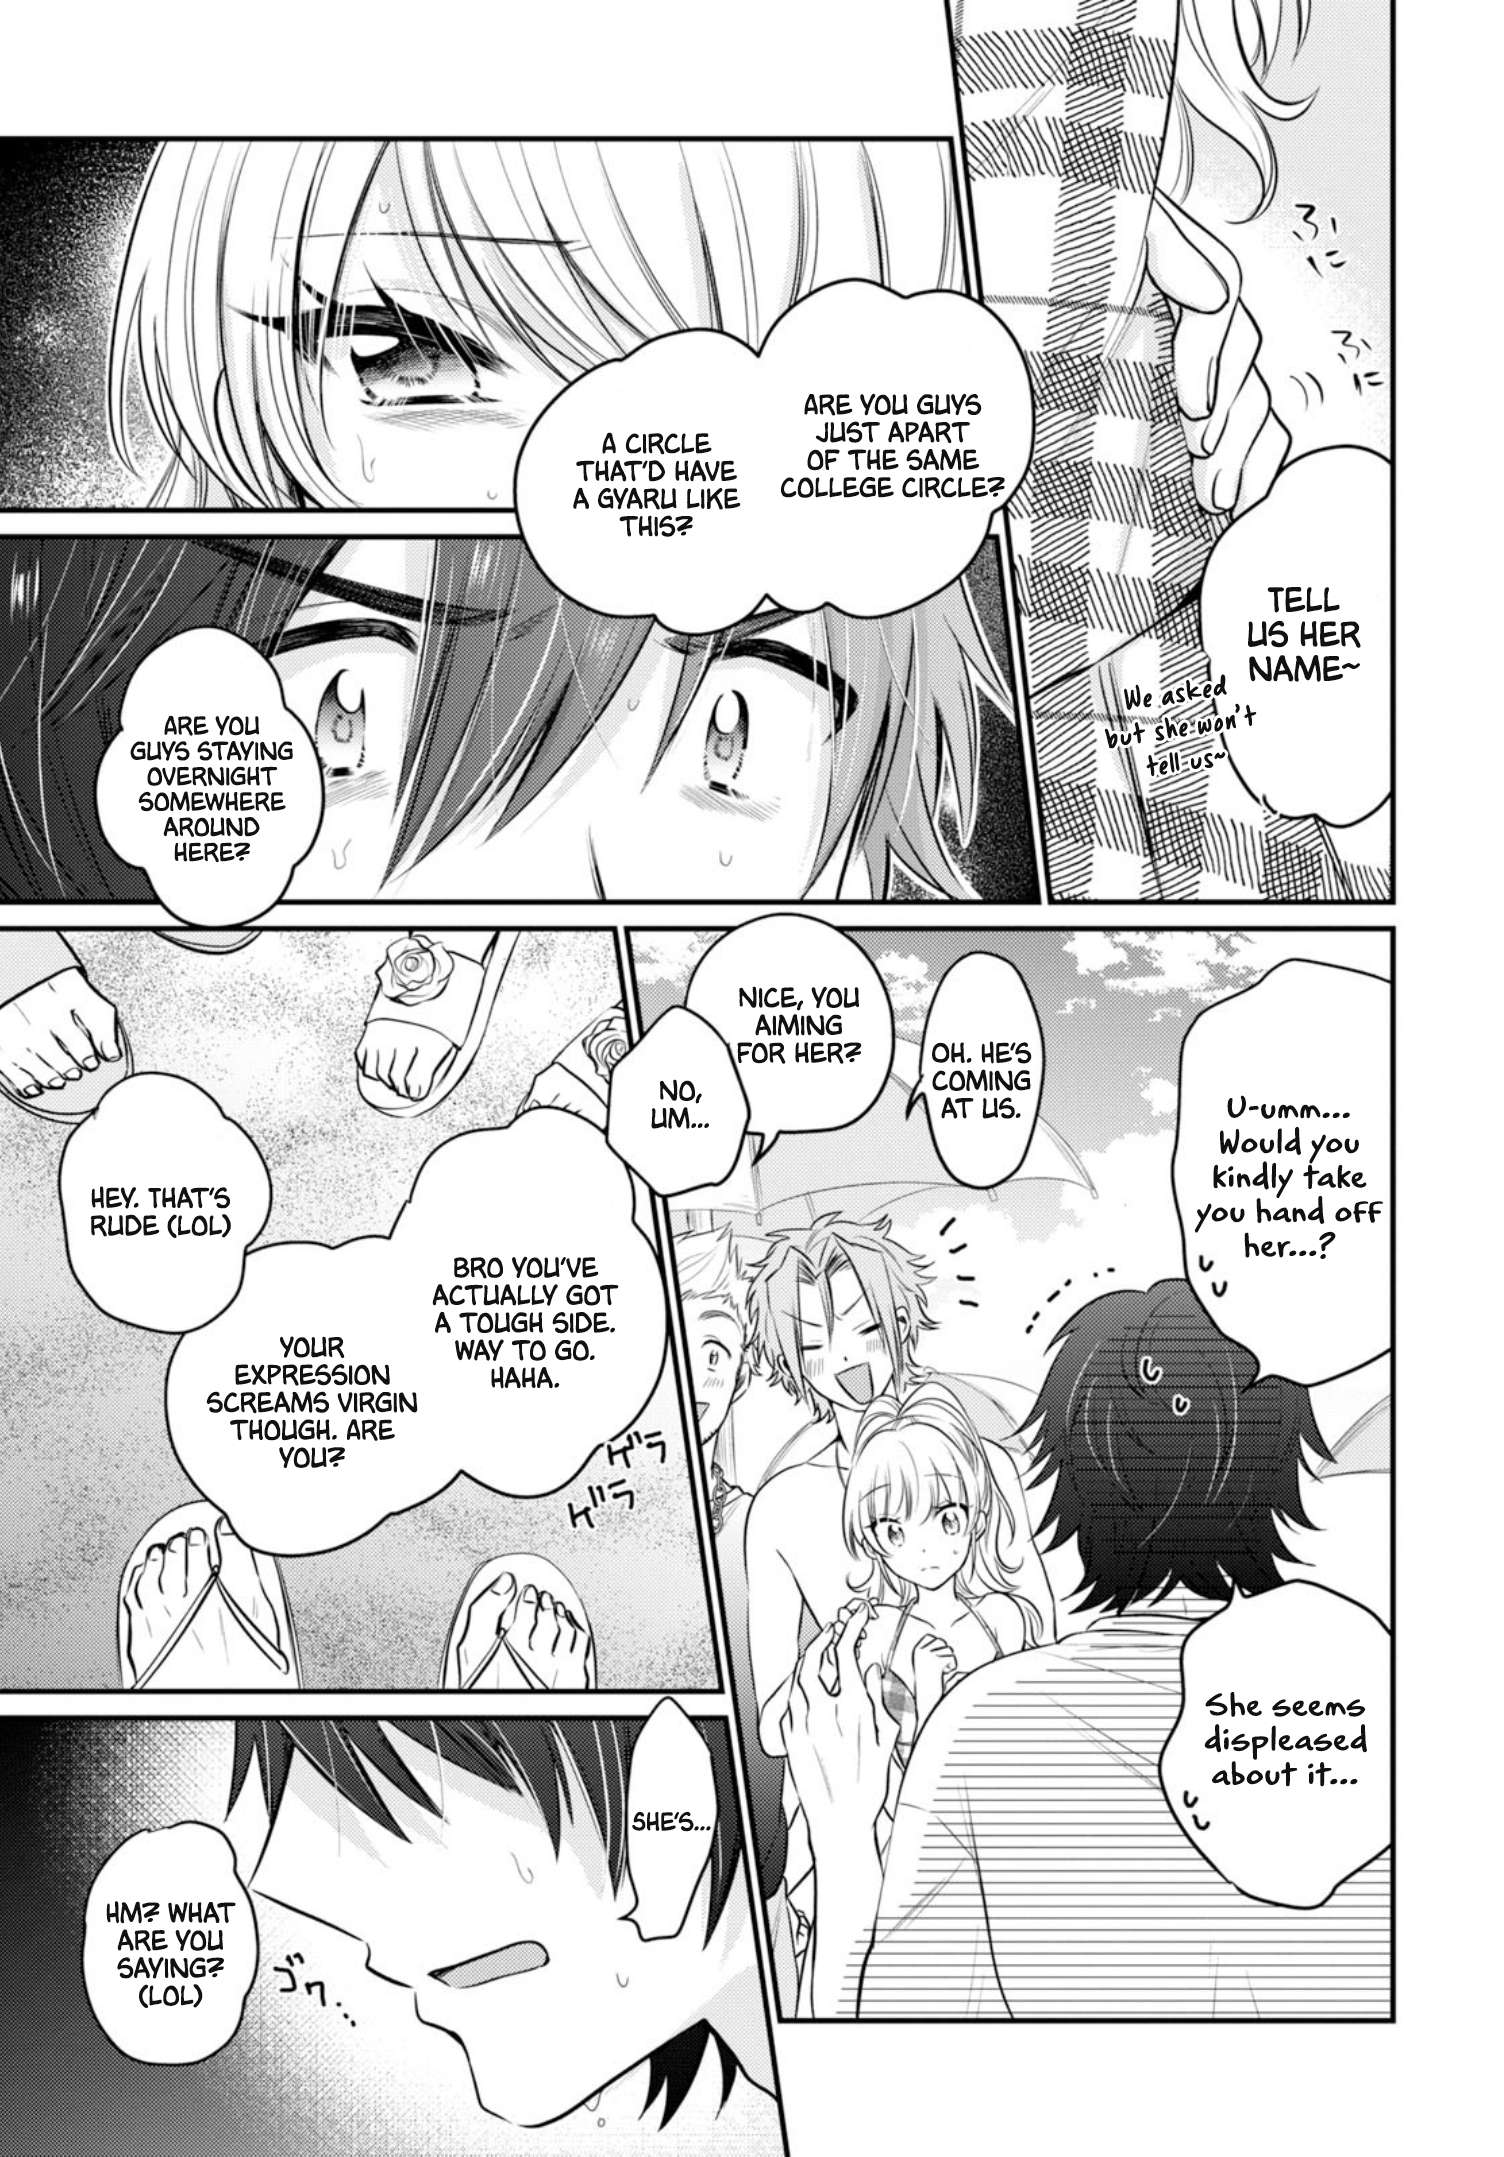 ふに
ふに
TELL
US HER
NAME~
We asked
but she won't
tell us~
ARE YOU GUYS
JUST APART
OF THE SAME
COLLEGE CIRCLE?
A CIRCLE
THAT'D HAVE
A GYARU LIKE
THIS?
ARE YOU
GUYS STAYING
OVERNIGHT
SOMEWHERE
AROUND
HERE?
U-umm...
Would you
kindly take
you hand off
her...?
She seems
displeased
about it...
OH. HE'S
COMING
AT US.
NICE, YOU
AIMING
FOR HER?
NO,
UM...
BRO YOU'VE
ACTUALLY GOT
A TOUGH SIDE.
WAY TO GO.
HAHA.
YOUR
EXPRESSION
SCREAMS VIRGIN
THOUGH. ARE
YOU?
HEY. THAT'S
RUDE (LOL)
ゲラ
ゲラ
SHE'S...
HM? WHAT
ARE YOU
SAYING?
(LOL)
ゴク...